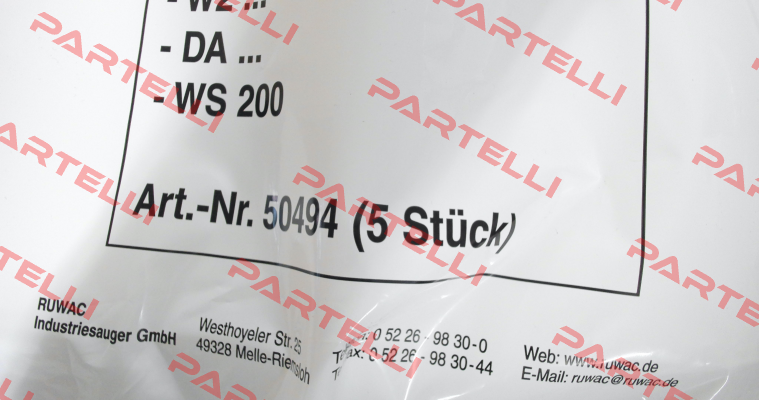 - WZ ...
- DA ...
- WS 200
Art.-Nr. 50494 (5 Stück)
RUWAC
Industriesauger GmbH
Westhoyeler Str. 25
49328 Melle-Riemsloh
0 52 26 - 98 30-0
Fax: 0 52 26 - 98 30-44
Web: www.ruwac.de
E-Mail: ruwac@ruwac.de
PARTELLI